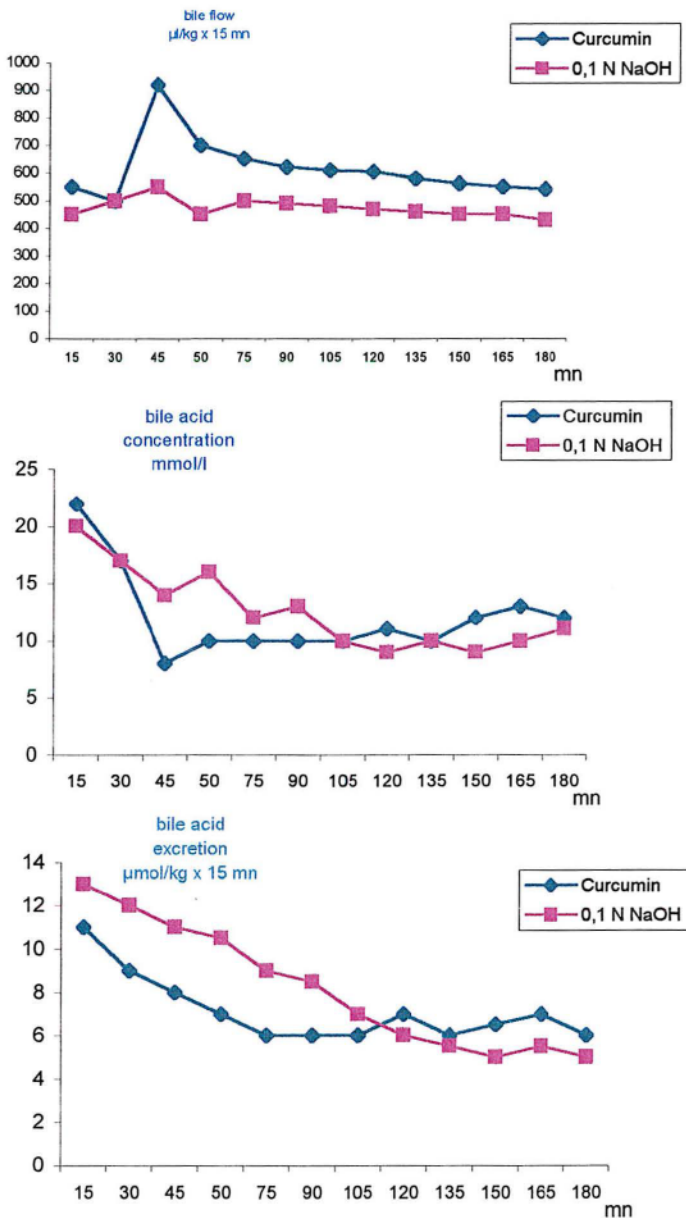 bile flow
µl/kg x 15 mn
Curcumin
0,1 N NaOH
1000
900
800
700
600
500
400
300
200
100
0
15 30 45 50 75 90 105 120 135 150 165 180
mn
bile acid
concentration
mmol/l
Curcumin
0,1 N NaOH
25
20
15
10
5
0
15 30 45 50 75 90 105 120 135 150 165 180
mn
bile acid
excretion
µmol/kg x 15 mn
Curcumin
0,1 N NaOH
14
12
10
8
6
4
2
0
15 30 45 50 75 90 105 120 135 150 165 180
mn